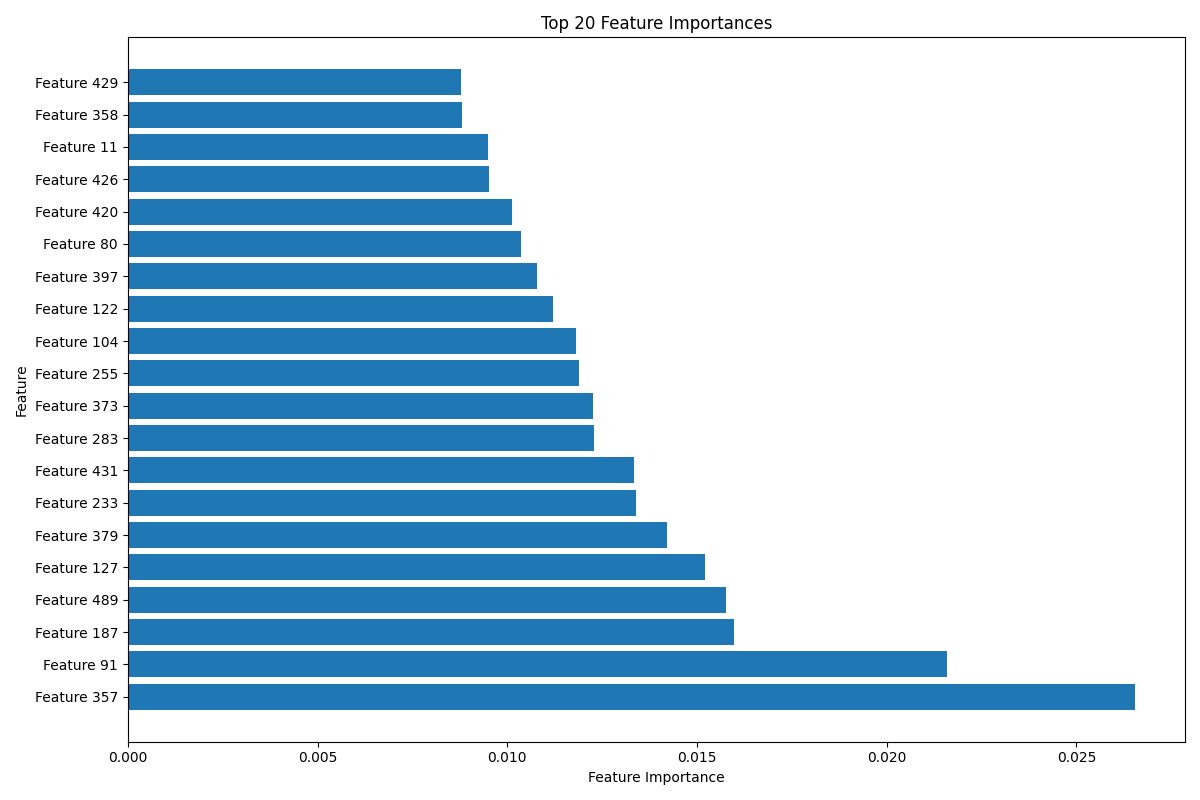 Top 20 Feature Importances
Feature
Feature 429
Feature 358
Feature 11
Feature 426
Feature 420
Feature 80
Feature 397
Feature 122
Feature 104
Feature 255
Feature 373
Feature 283
Feature 431
Feature 233
Feature 379
Feature 127
Feature 489
Feature 187
Feature 91
Feature 357
0.000 0.005 0.010 0.015 0.020 0.025
Feature Importance